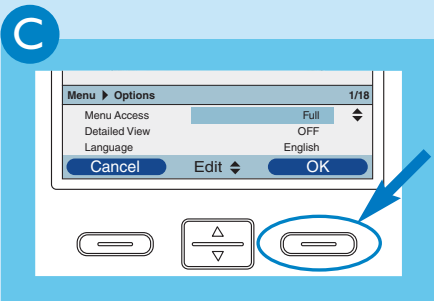 C
Menu Options 1/18
Menu Access Full
Detailed View OFF
Language English
Cancel Edit OK